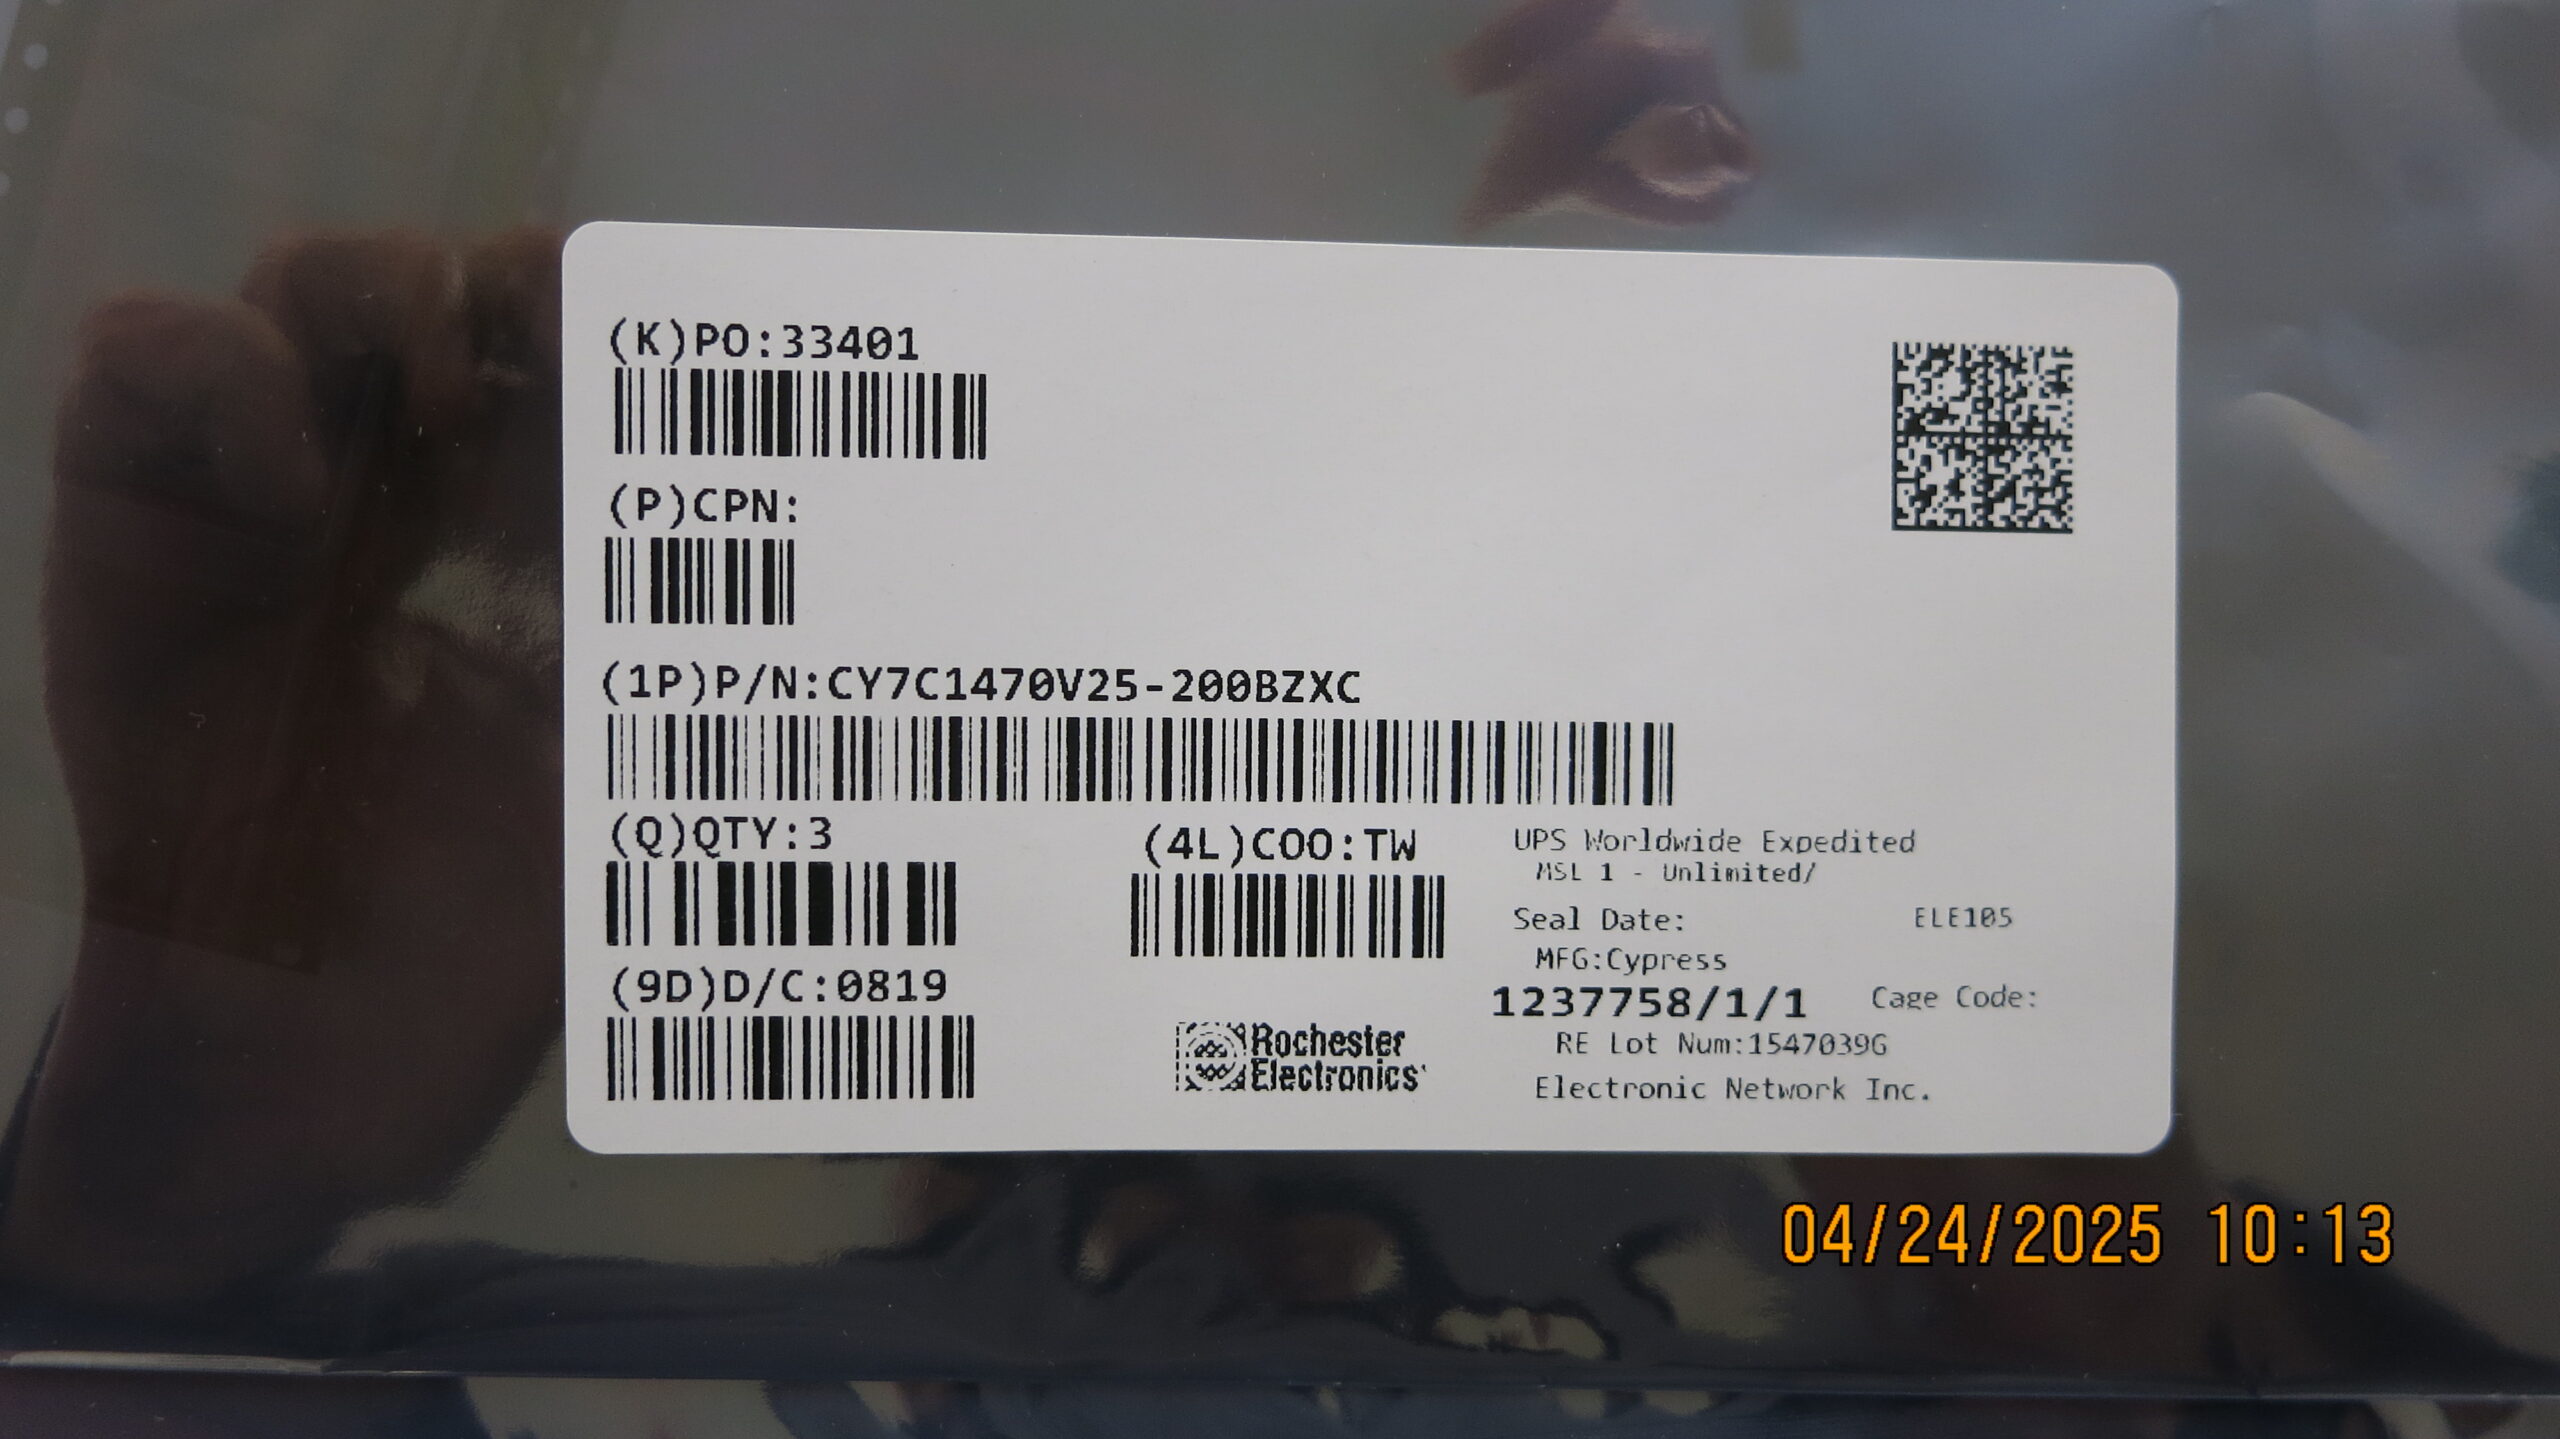 (K)PO:33401
(P)CPN:
(1P)P/N:CY7C1470V25-200BZXC
(Q)QTY:3
(4L)COO:TW
UPS Worldwide Expedited
MSL 1 - Unlimited/
Seal Date:
ELE105
MFG:Cypress
(9D)D/C:0819
1237758/1/1
Cage Code:
Rochester
Electronics
RE Lot Num:1547039G
Electronic Network Inc.
04/24/2025 10:13